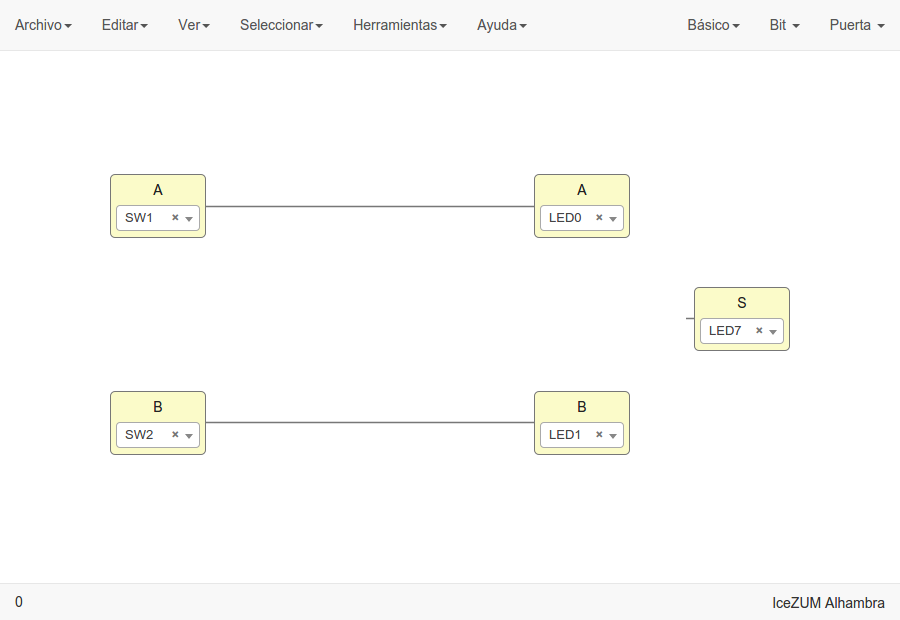 Archivo Editar Ver Seleccionar Herramientas Ayuda Básico Bit Puerta
A
SW1 ×
A
LED0 ×
S
LED7 ×
B
SW2 ×
B
LED1 ×
0
IceZUM Alhambra